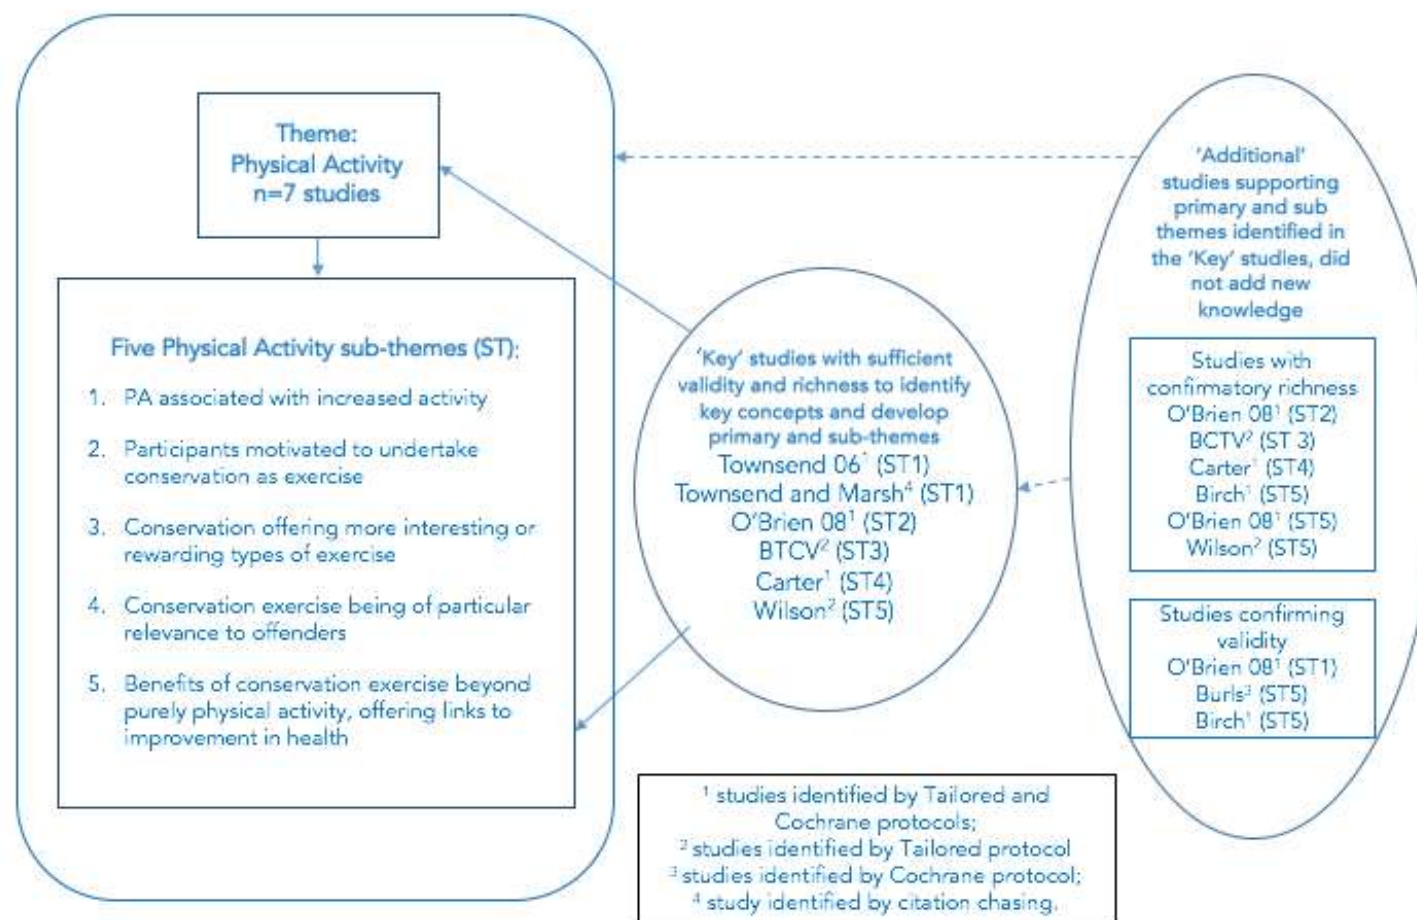 Theme:
Physical Activity
n=7 studies
Five Physical Activity sub-themes (ST):
1. PA associated with increased activity
2. Participants motivated to undertake
conservation as exercise
3. Conservation offering more interesting or
rewarding types of exercise
4. Conservation exercise being of particular
relevance to offenders
5. Benefits of conservation exercise beyond
purely physical activity, offering links to
improvement in health
'Key' studies with sufficient
validity and richness to identify
key concepts and develop
primary and sub-themes
Townsend 06¹ (ST1)
Townsend and Marsh⁴ (ST1)
O'Brien 08¹ (ST2)
BTCV² (ST3)
Carter¹ (ST4)
Wilson² (ST5)
'Additional'
studies supporting
primary and sub
themes identified in
the 'Key' studies, did
not add new
knowledge
Studies with
confirmatory richness
O'Brien 08¹ (ST2)
BCTV² (ST 3)
Carter¹ (ST4)
Birch¹ (ST5)
O'Brien 08¹ (ST5)
Wilson² (ST5)
Studies confirming
validity
O'Brien 08¹ (ST1)
Burls³ (ST5)
Birch¹ (ST5)
¹ studies identified by Tailored and
Cochrane protocols;
² studies identified by Tailored protocol
³ studies identified by Cochrane protocol;
⁴ study identified by citation chasing.